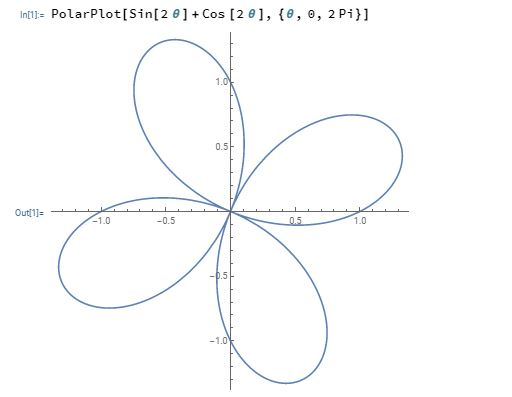 In[1]:= PolarPlot[Sin[2 θ] + Cos[2 θ], {θ, 0, 2 Pi}]
1.0
0.5
Out[1]=
−1.0 −0.5 0.5 1.0
−0.5
−1.0